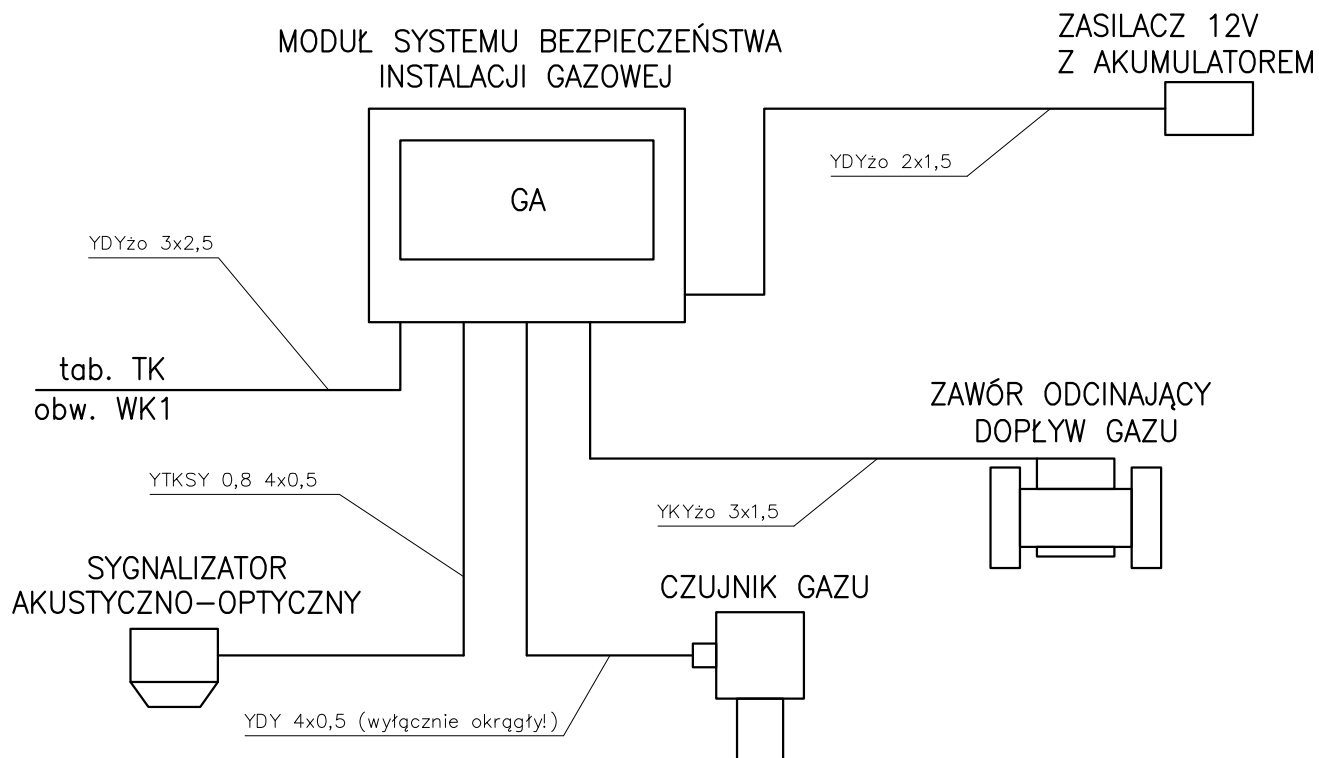 MODUŁ SYSTEMU BEZPIECZEŃSTWA
INSTALACJI GAZOWEJ
ZASILACZ 12V
Z AKUMULATOREM
YDYżo 2x1,5
GA
YDYżo 3x2,5
tab. TK
obw. WK1
ZAWÓR ODCINAJĄCY
DOPŁYW GAZU
YTKSY 0,8 4x0,5
YKYżo 3x1,5
SYGNALIZATOR
AKUSTYCZNO-OPTYCZNY
CZUJNIK GAZU
YDY 4x0,5 (wyłącznie okrągły!)